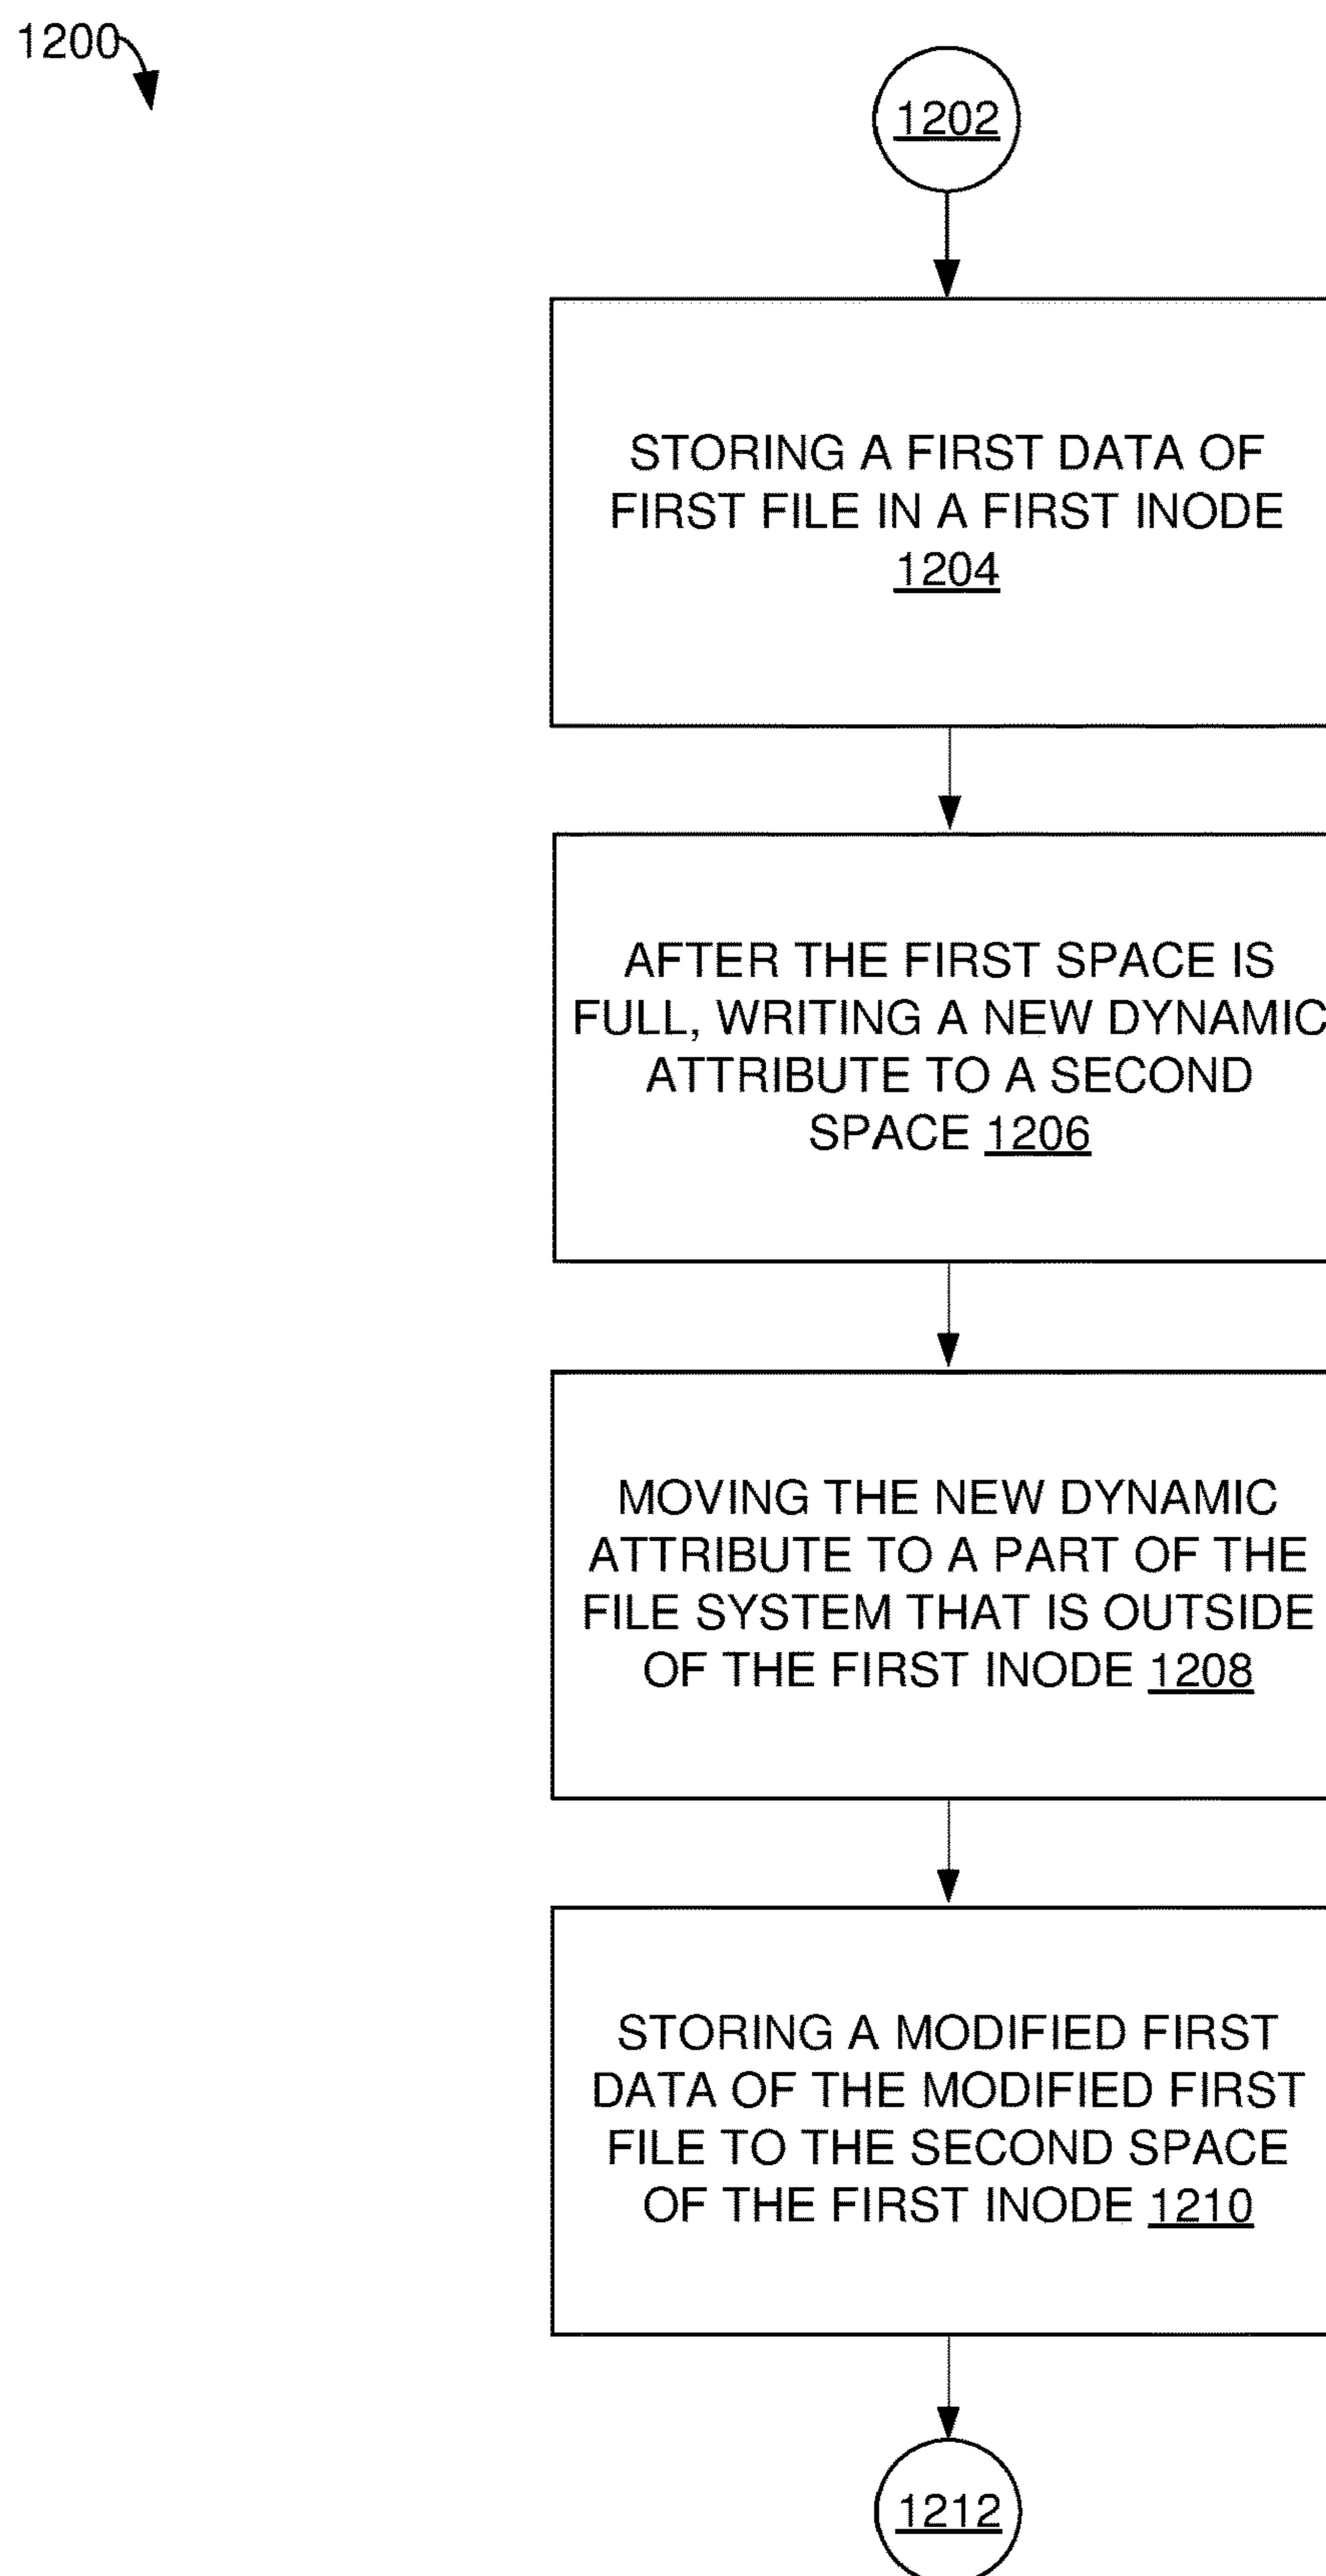 1200
1202
STORING A FIRST DATA OF
FIRST FILE IN A FIRST INODE
1204
AFTER THE FIRST SPACE IS
FULL, WRITING A NEW DYNAMIC
ATTRIBUTE TO A SECOND
SPACE 1206
MOVING THE NEW DYNAMIC
ATTRIBUTE TO A PART OF THE
FILE SYSTEM THAT IS OUTSIDE
OF THE FIRST INODE 1208
STORING A MODIFIED FIRST
DATA OF THE MODIFIED FIRST
FILE TO THE SECOND SPACE
OF THE FIRST INODE 1210
1212